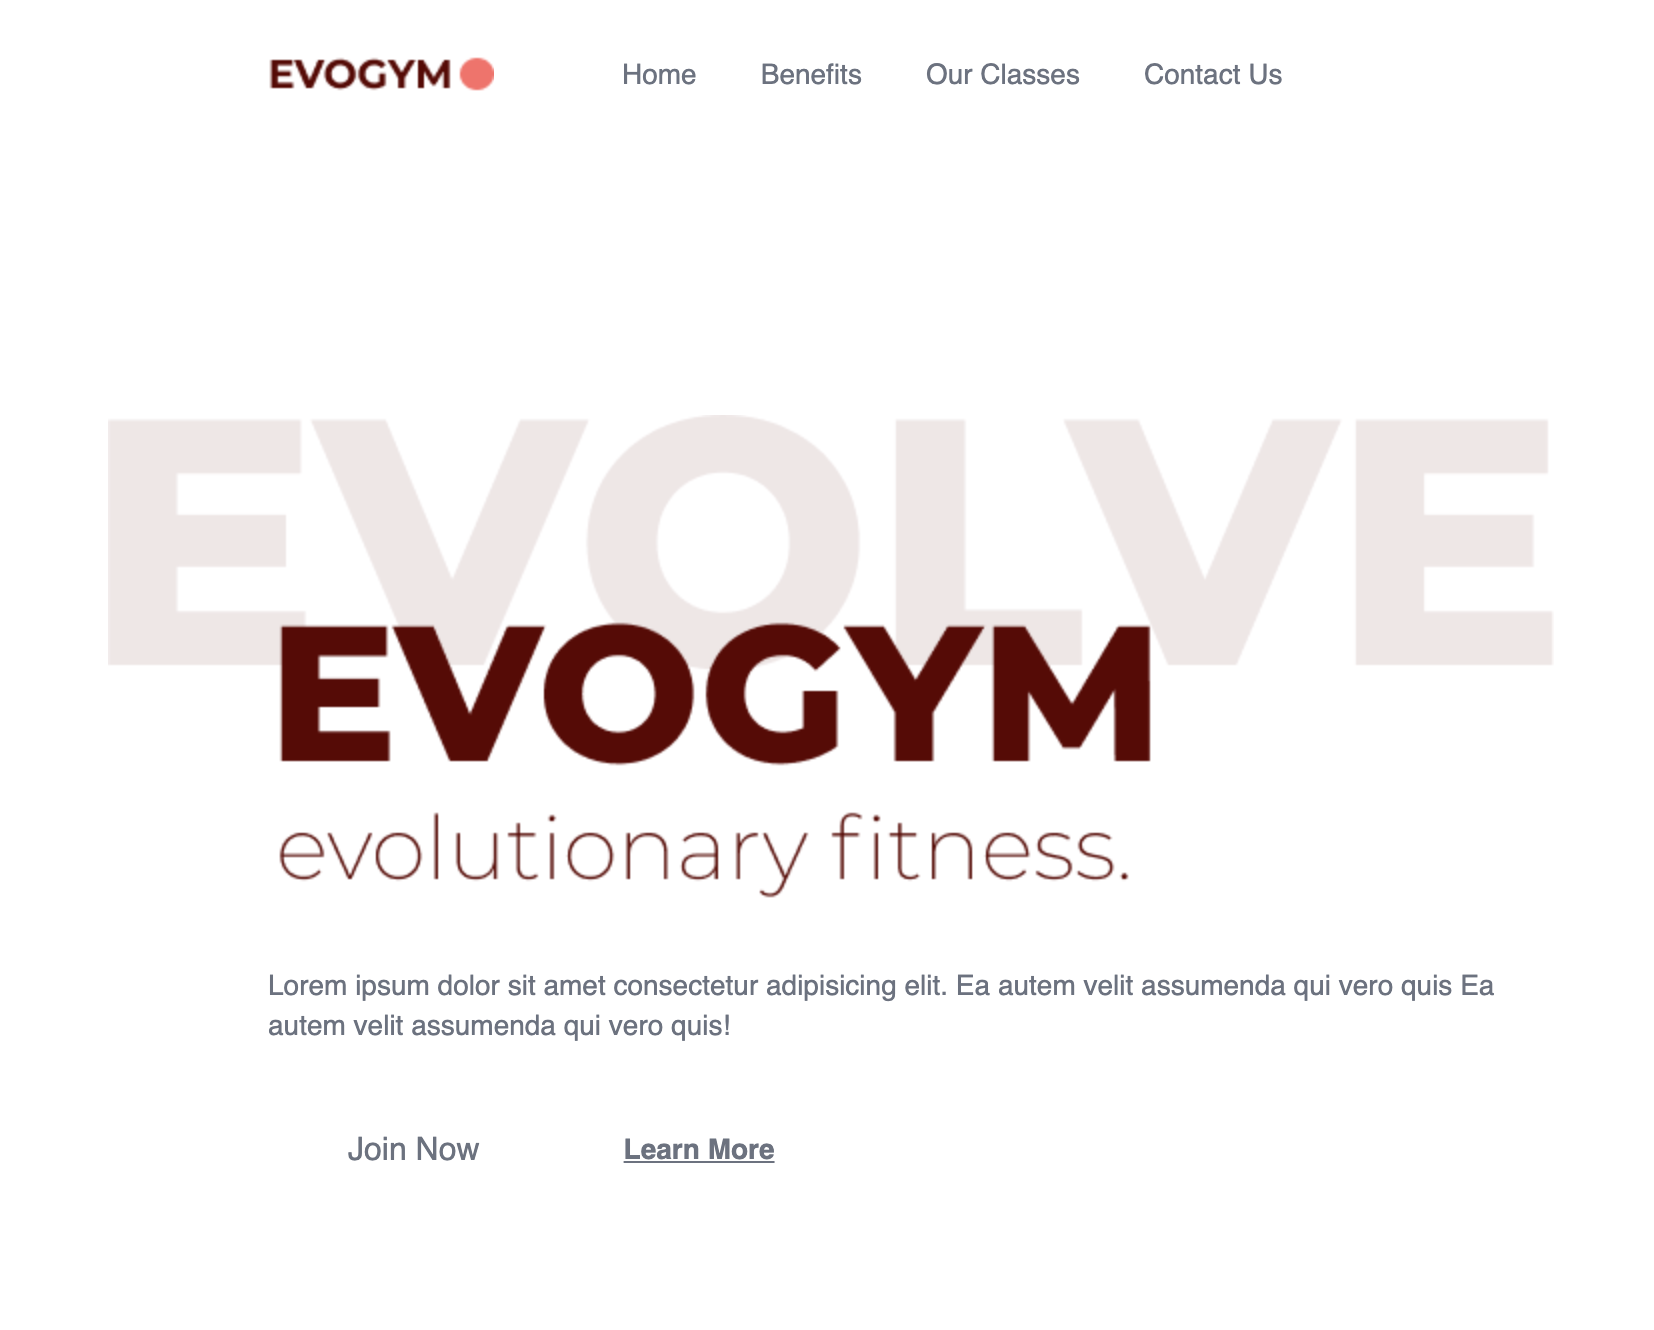 EVOGYM
Home
Benefits
Our Classes
Contact Us
EVOLVE
EVOGYM
evolutionary fitness.
Lorem ipsum dolor sit amet consectetur adipisicing elit. Ea autem velit assumenda qui vero quis Ea
autem velit assumenda qui vero quis!
Join Now
Learn More